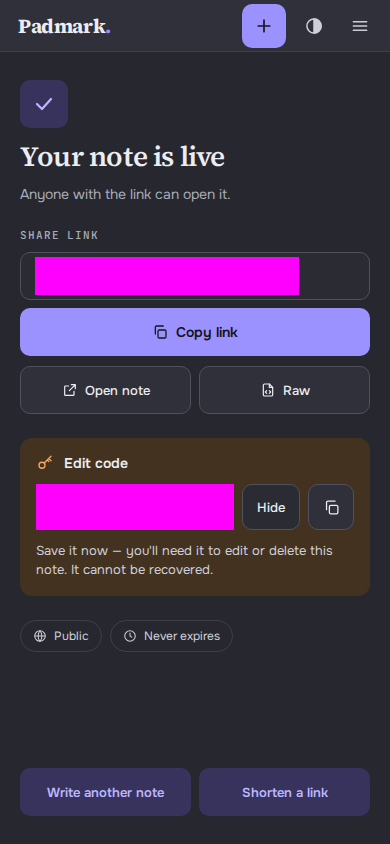 Padmark.
Your note is live
Anyone with the link can open it.
SHARE LINK
Copy link
Open note
Raw
Edit code
Hide
Save it now — you'll need it to edit or delete this
note. It cannot be recovered.
Public
Never expires
Write another note
Shorten a link